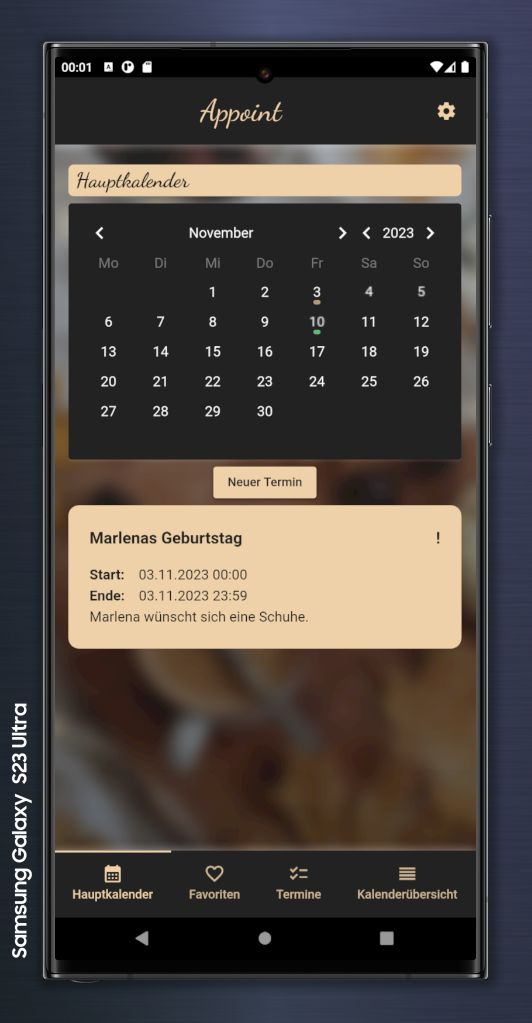 00:01
Appoint
Hauptkalender
November 2023
Mo Di Mi Do Fr Sa So
1 2 3 4 5
6 7 8 9 10 11 12
13 14 15 16 17 18 19
20 21 22 23 24 25 26
27 28 29 30
Neuer Termin
Marlenas Geburtstag !
Start: 03.11.2023 00:00
Ende: 03.11.2023 23:59
Marlena wünscht sich eine Schuhe.
Hauptkalender Favoriten Termine Kalenderübersicht
Samsung Galaxy S23 Ultra